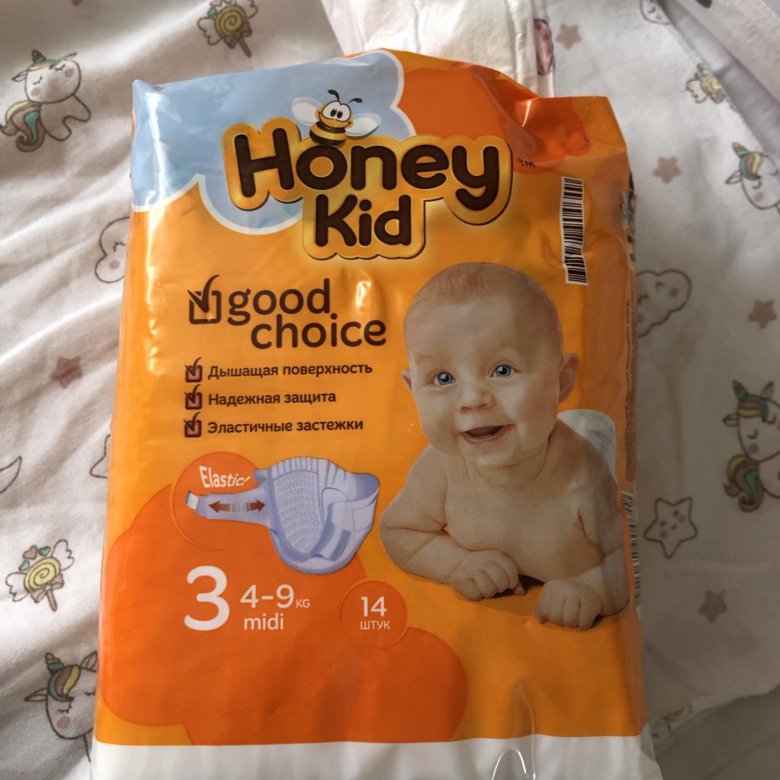 Honey
Kid
good
choice
Дышащая поверхность
Надежная защита
Эластичные застежки
Elastic!
3 4-9 KG
midi
14
ШТУК